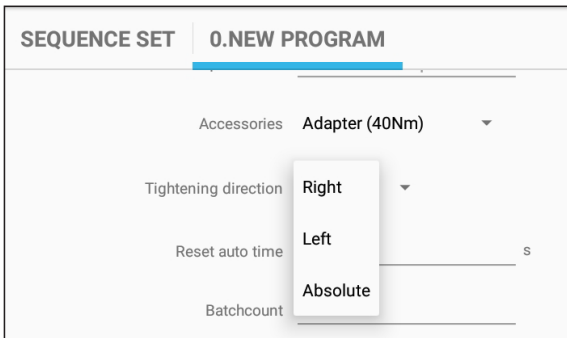 SEQUENCE SET 0.NEW PROGRAM
Accessories Adapter (40Nm)
Tightening direction Right
Left
Reset auto time s
Absolute
Batchcount